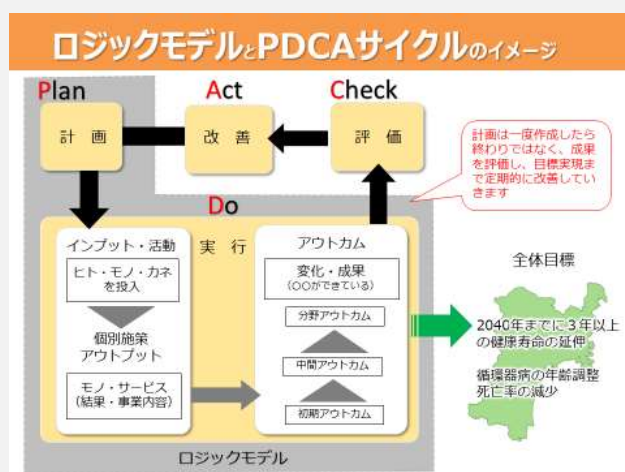 ロジックモデルとPDCAサイクルのイメージ
Plan
Act
Check
計画
改善
評価
計画は一度作成したら
終わりではなく、成果
を評価し、目標実現ま
で定期的に改善してい
きます
Do
インプット・活動
実行
アウトカム
ヒト・モノ・カネ
を投入
変化・成果
(〇〇ができている)
個別施策
アウトプット
分野アウトカム
中間アウトカム
モノ・サービス
(結果・事業内容)
初期アウトカム
ロジックモデル
全体目標
2040年までに３年以上
の健康寿命の延伸
循環器病の年齢調整
死亡率の減少